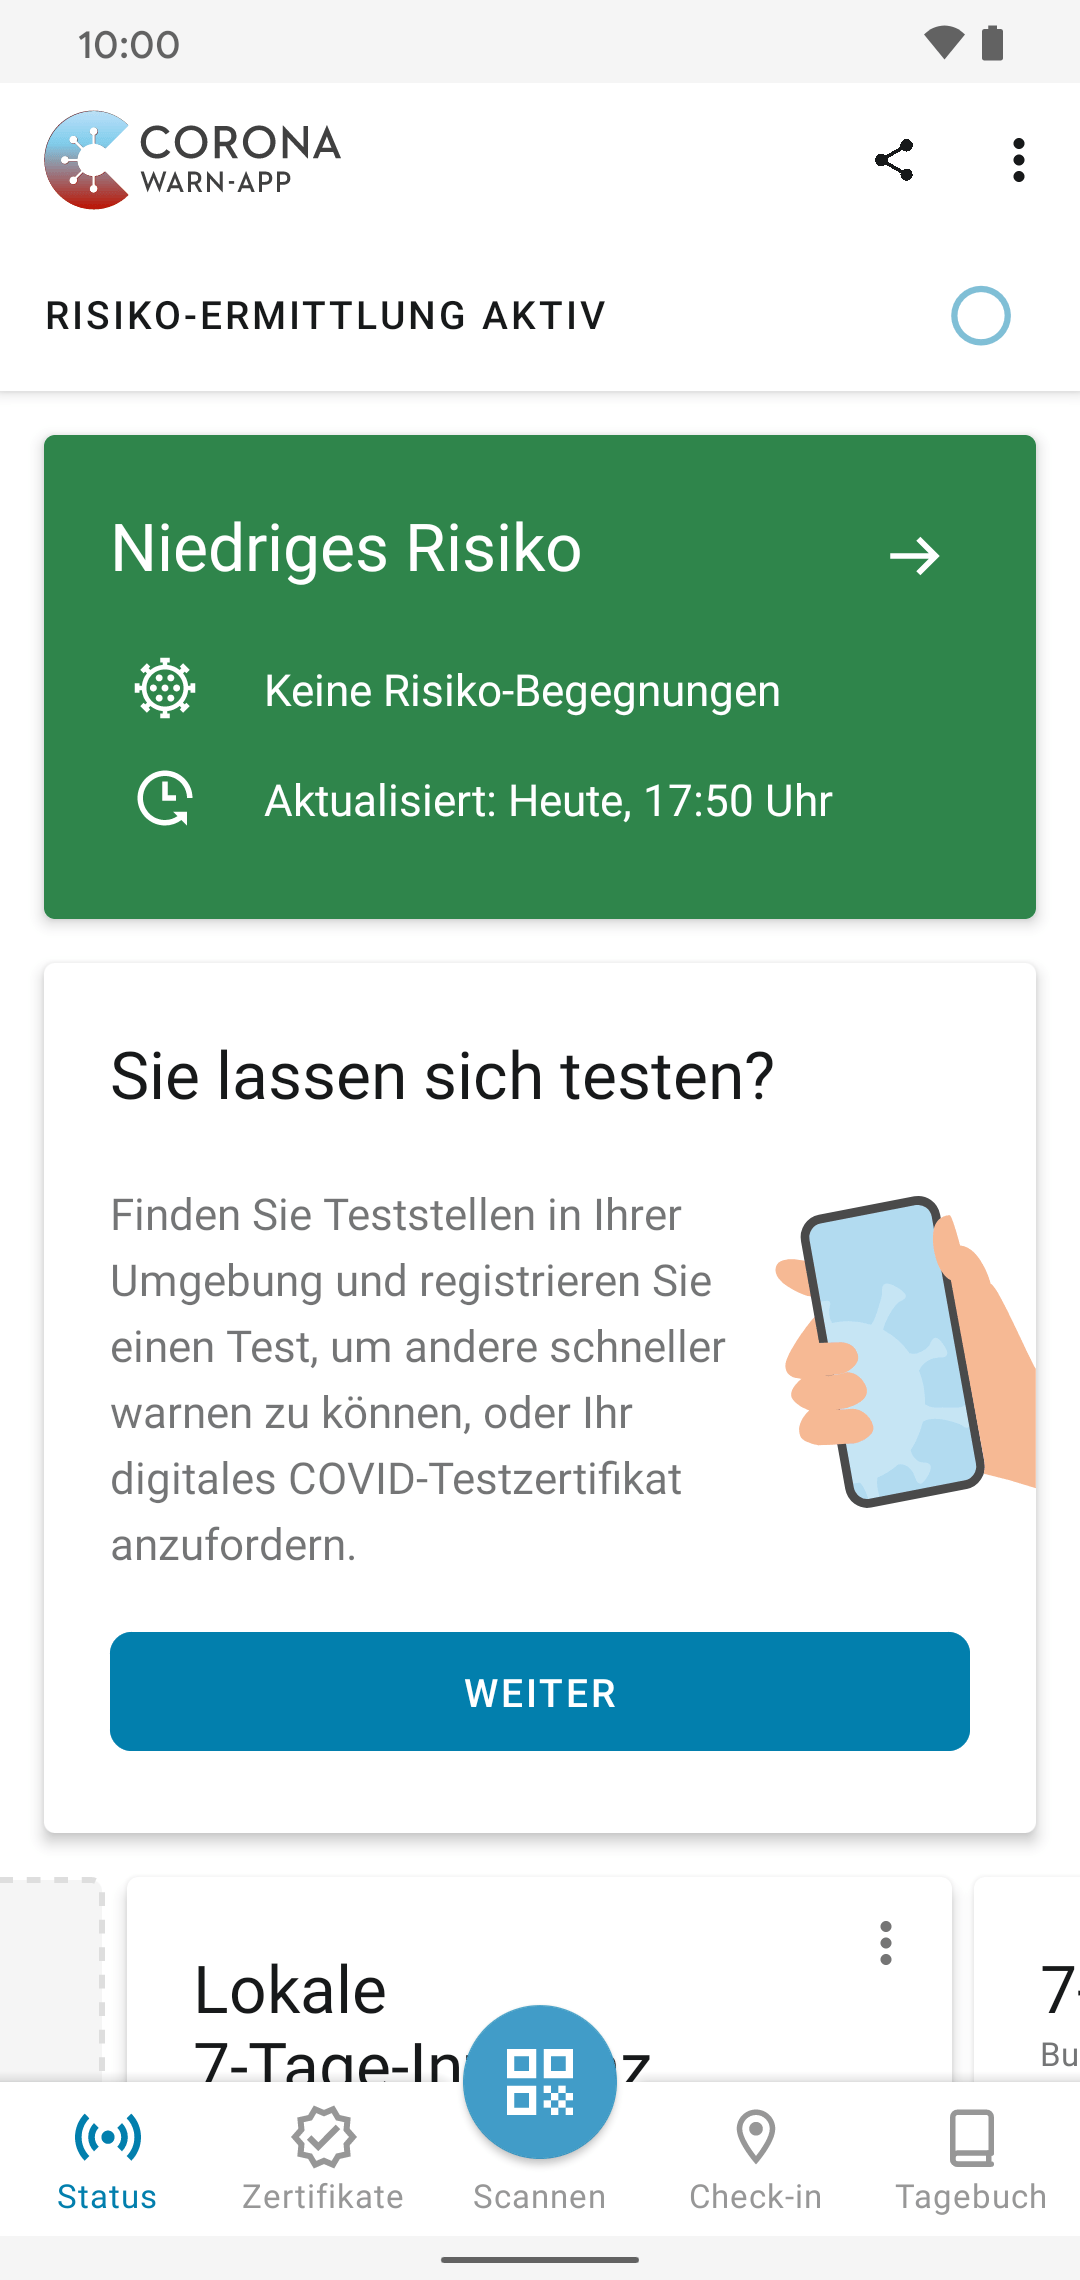 10:00
CORONA
WARN-APP
RISIKO-ERMITTLUNG AKTIV
Niedriges Risiko
Keine Risiko-Begegnungen
Aktualisiert: Heute, 17:50 Uhr
Sie lassen sich testen?
Finden Sie Teststellen in Ihrer
Umgebung und registrieren Sie
einen Test, um andere schneller
warnen zu können, oder Ihr
digitales COVID-Testzertifikat
anzufordern.
WEITER
Lokale
7-Tage-In z
7-
Bu
Status
Zertifikate
Scannen
Check-in
Tagebuch